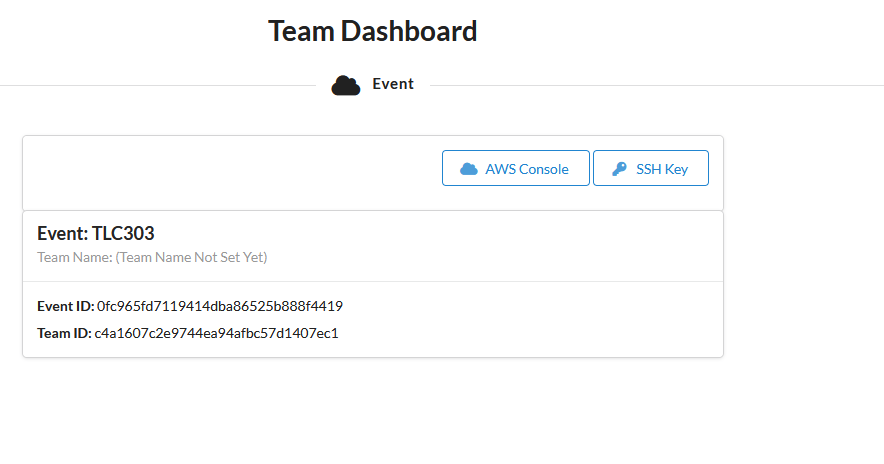 Team Dashboard
Event
AWS Console SSH Key
Event: TLC303
Team Name: (Team Name Not Set Yet)
Event ID: 0fc965fd7119414dba86525b888f4419
Team ID: c4a1607c2e9744ea94afbc57d1407ec1